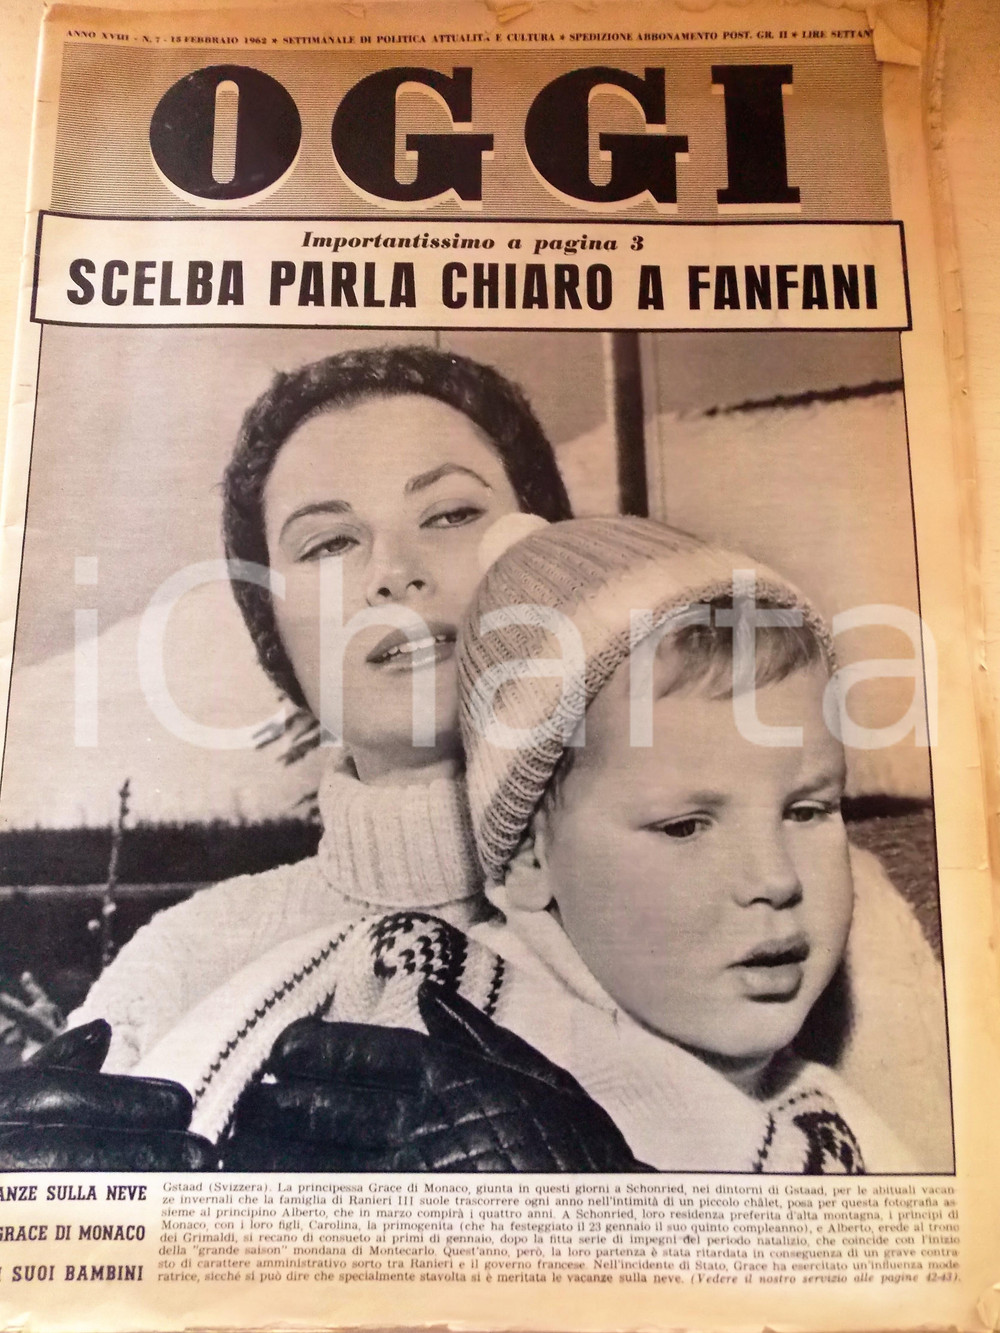 ANNO XVIII - N. 7 - 15 FEBBRAIO 1962 * SETTIMANALE DI POLITICA ATTUALITÀ E CULTURA * SPEDIZIONE ABBONAMENTO POST. GR. II * LIRE SETTAN
OGGI
Importantissimo a pagina 3
SCELBA PARLA CHIARO A FANFANI
iCharta
ANZE SULLA NEVE
GRACE DI MONACO
I SUOI BAMBINI
Gstaad (Svizzera). La principessa Grace di Monaco, giunta in questi giorni a Schonried, nei dintorni di Gstaad, per le abituali vacan
ze invernali che la famiglia di Ranieri III suole trascorrere ogni anno nell'intimità di un piccolo châlet, posa per questa fotografia as
sieme al principino Alberto, che in marzo compirà i quattro anni. A Schonried, loro residenza preferita d'alta montagna, i principi di
Monaco, con i loro figli, Carolina, la primogenita (che ha festeggiato il 23 gennaio il suo quinto compleanno), e Alberto, erede al trono
dei Grimaldi, si recano di consueto ai primi di gennaio, dopo la fitta serie di impegni del periodo natalizio, che coincide con l'inizio
della "grande saison" mondana di Montecarlo. Quest'anno, però, la loro partenza è stata ritardata in conseguenza di un grave contra
sto di carattere amministrativo sorto tra Ranieri e il governo francese. Nell'incidente di Stato, Grace ha esercitato un'influenza mode
ratrice, sicché si può dire che specialmente stavolta si è meritata le vacanze sulla neve. (Vedere il nostro servizio alle pagine 42-43).